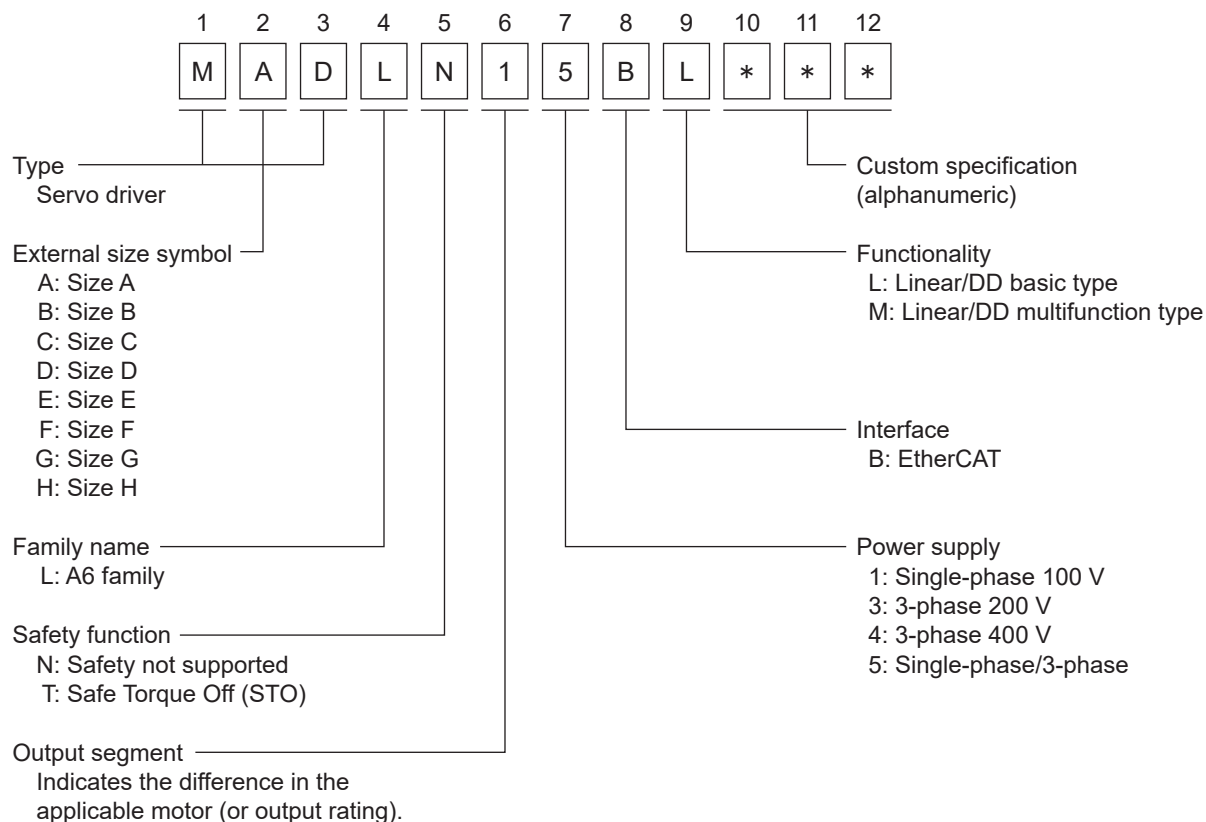 1 2 3 4 5 6 7 8 9 10 11 12
M A D L N 1 5 B L * * *
Type
Servo driver
External size symbol
A: Size A
B: Size B
C: Size C
D: Size D
E: Size E
F: Size F
G: Size G
H: Size H
Family name
L: A6 family
Safety function
N: Safety not supported
T: Safe Torque Off (STO)
Output segment
Indicates the difference in the
applicable motor (or output rating).
Custom specification
(alphanumeric)
Functionality
L: Linear/DD basic type
M: Linear/DD multifunction type
Interface
B: EtherCAT
Power supply
1: Single-phase 100 V
3: 3-phase 200 V
4: 3-phase 400 V
5: Single-phase/3-phase